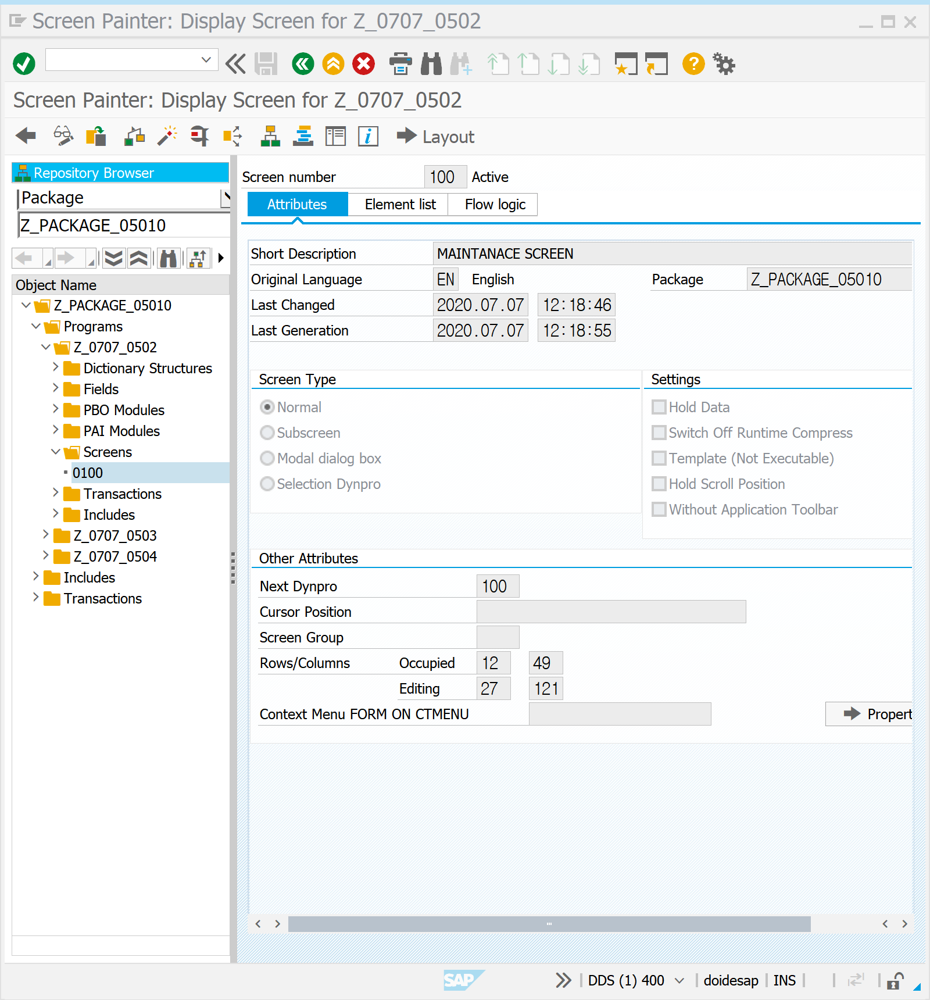 Screen Painter: Display Screen for Z_0707_0502
Screen Painter: Display Screen for Z_0707_0502
Layout
Repository Browser
Package
Z_PACKAGE_05010
Object Name
Z_PACKAGE_05010
Programs
Z_0707_0502
Dictionary Structures
Fields
PBO Modules
PAI Modules
Screens
0100
Transactions
Includes
Z_0707_0503
Z_0707_0504
Includes
Transactions
Screen number 100 Active
Attributes Element list Flow logic
Short Description MAINTANACE SCREEN
Original Language EN English Package Z_PACKAGE_05010
Last Changed 2020.07.07 12:18:46
Last Generation 2020.07.07 12:18:55
Screen Type
Normal
Subscreen
Modal dialog box
Selection Dynpro
Settings
Hold Data
Switch Off Runtime Compress
Template (Not Executable)
Hold Scroll Position
Without Application Toolbar
Other Attributes
Next Dynpro 100
Cursor Position
Screen Group
Rows/Columns Occupied 12 49
Editing 27 121
Context Menu FORM ON CTMENU Propert
SAP DDS (1) 400 doidesap INS